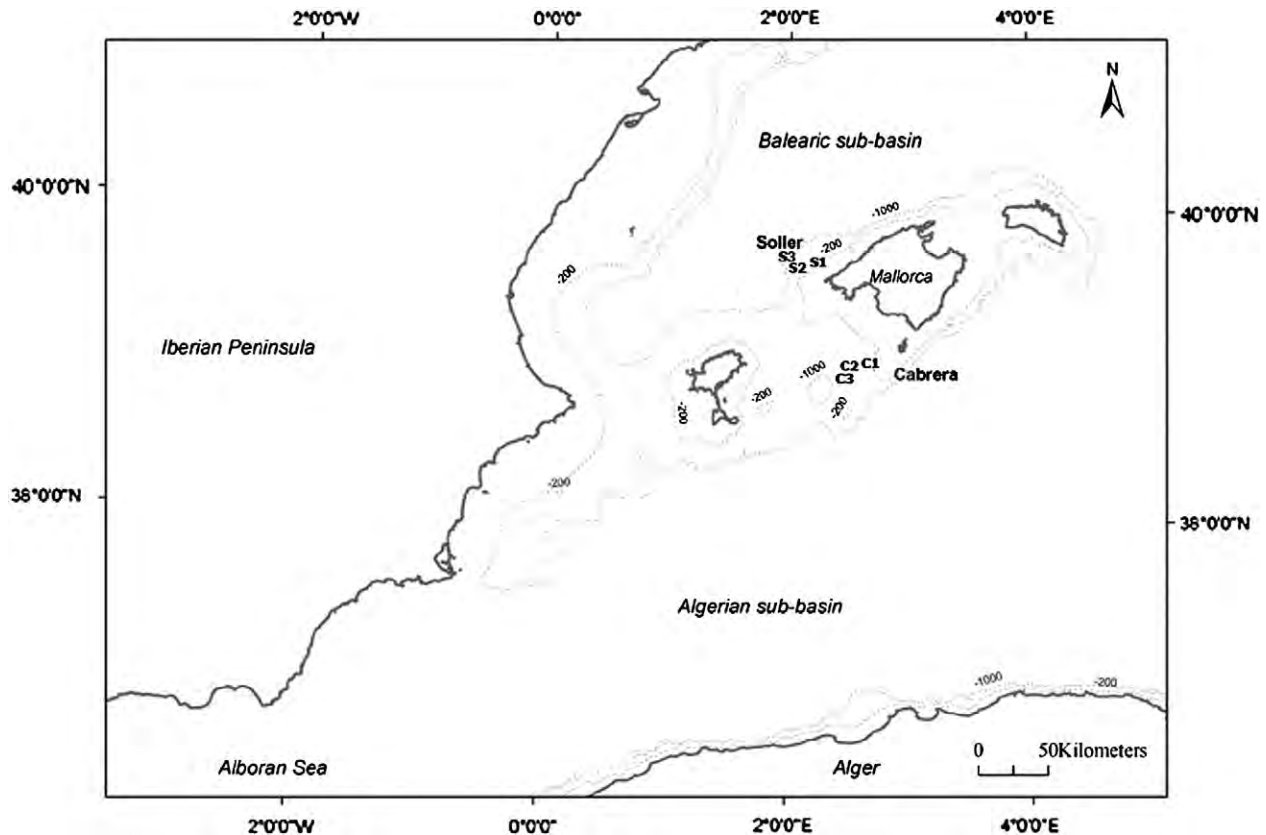 2°0'0"W 0°0'0" 2°0'0"E 4°0'0"E
N
Balearic sub-basin
40°0'0"N
40°0'0"N
-1000
Soller
-200
S3
S1
S2
Mallorca
-200
Iberian Peninsula
-1000
C2
C1
C3
Cabrera
-200
-200
-200
38°0'0"N
-200
38°0'0"N
Algerian sub-basin
-1000
-200
0 50Kilometers
Alboran Sea
Alger
2°0'0"W 0°0'0" 2°0'0"E 4°0'0"E